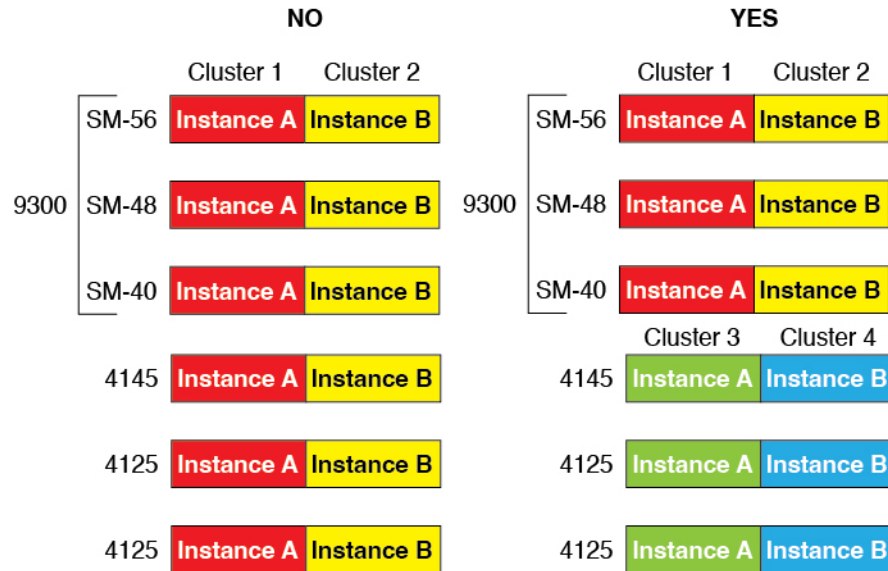 NO YES
Cluster 1 Cluster 2 Cluster 1 Cluster 2
SM-56 Instance A Instance B SM-56 Instance A Instance B
9300 SM-48 Instance A Instance B 9300 SM-48 Instance A Instance B
SM-40 Instance A Instance B SM-40 Instance A Instance B
Cluster 3 Cluster 4
4145 Instance A Instance B 4145 Instance A Instance B
4125 Instance A Instance B 4125 Instance A Instance B
4125 Instance A Instance B 4125 Instance A Instance B